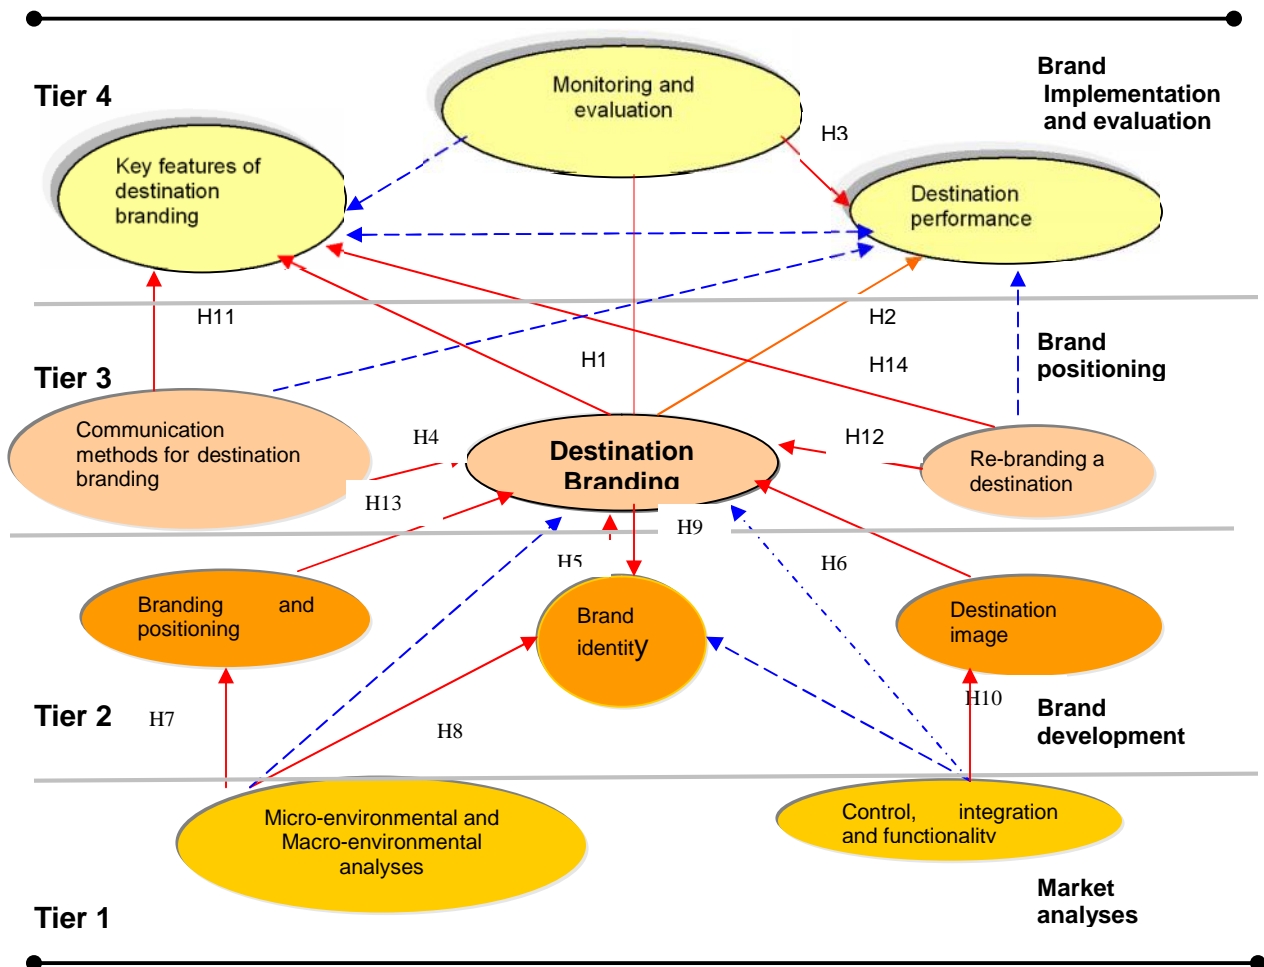 Tier 4
Monitoring and
evaluation
Brand
Implementation
and evaluation
H3
Key features of
destination
branding
Destination
performance
H11
H2
Brand
positioning
H1
H14
Tier 3
Communication
methods for destination
branding
H4
Destination
Branding
H12
Re-branding a
destination
H13
H9
H5
H6
Branding and
positioning
Brand
identity
Destination
image
H10
Tier 2
H7
H8
Brand
development
Micro-environmental and
Macro-environmental
analyses
Control, integration
and functionality
Market
analyses
Tier 1